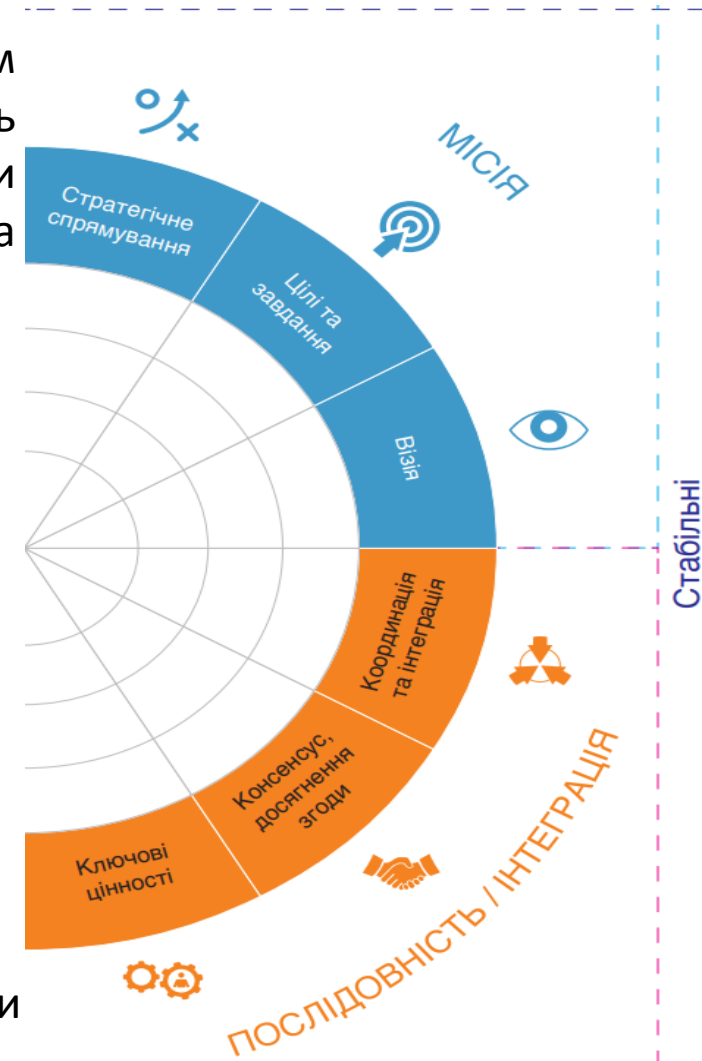 м
ь
и
а
МІСІЯ
Стратегічне
спрямування
Цілі та
завдання
Візія
Стабільні
Координація
та інтеграція
Консенсус,
досягнення
згоди
Ключові
цінності
ПОСЛІДОВНІСТЬ / ІНТЕГРАЦІЯ
и